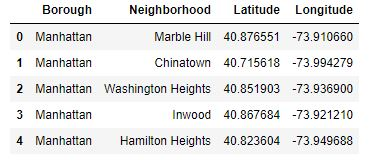 Borough Neighborhood Latitude Longitude
0 Manhattan Marble Hill 40.876551 -73.910660
1 Manhattan Chinatown 40.715618 -73.994279
2 Manhattan Washington Heights 40.851903 -73.936900
3 Manhattan Inwood 40.867684 -73.921210
4 Manhattan Hamilton Heights 40.823604 -73.949688